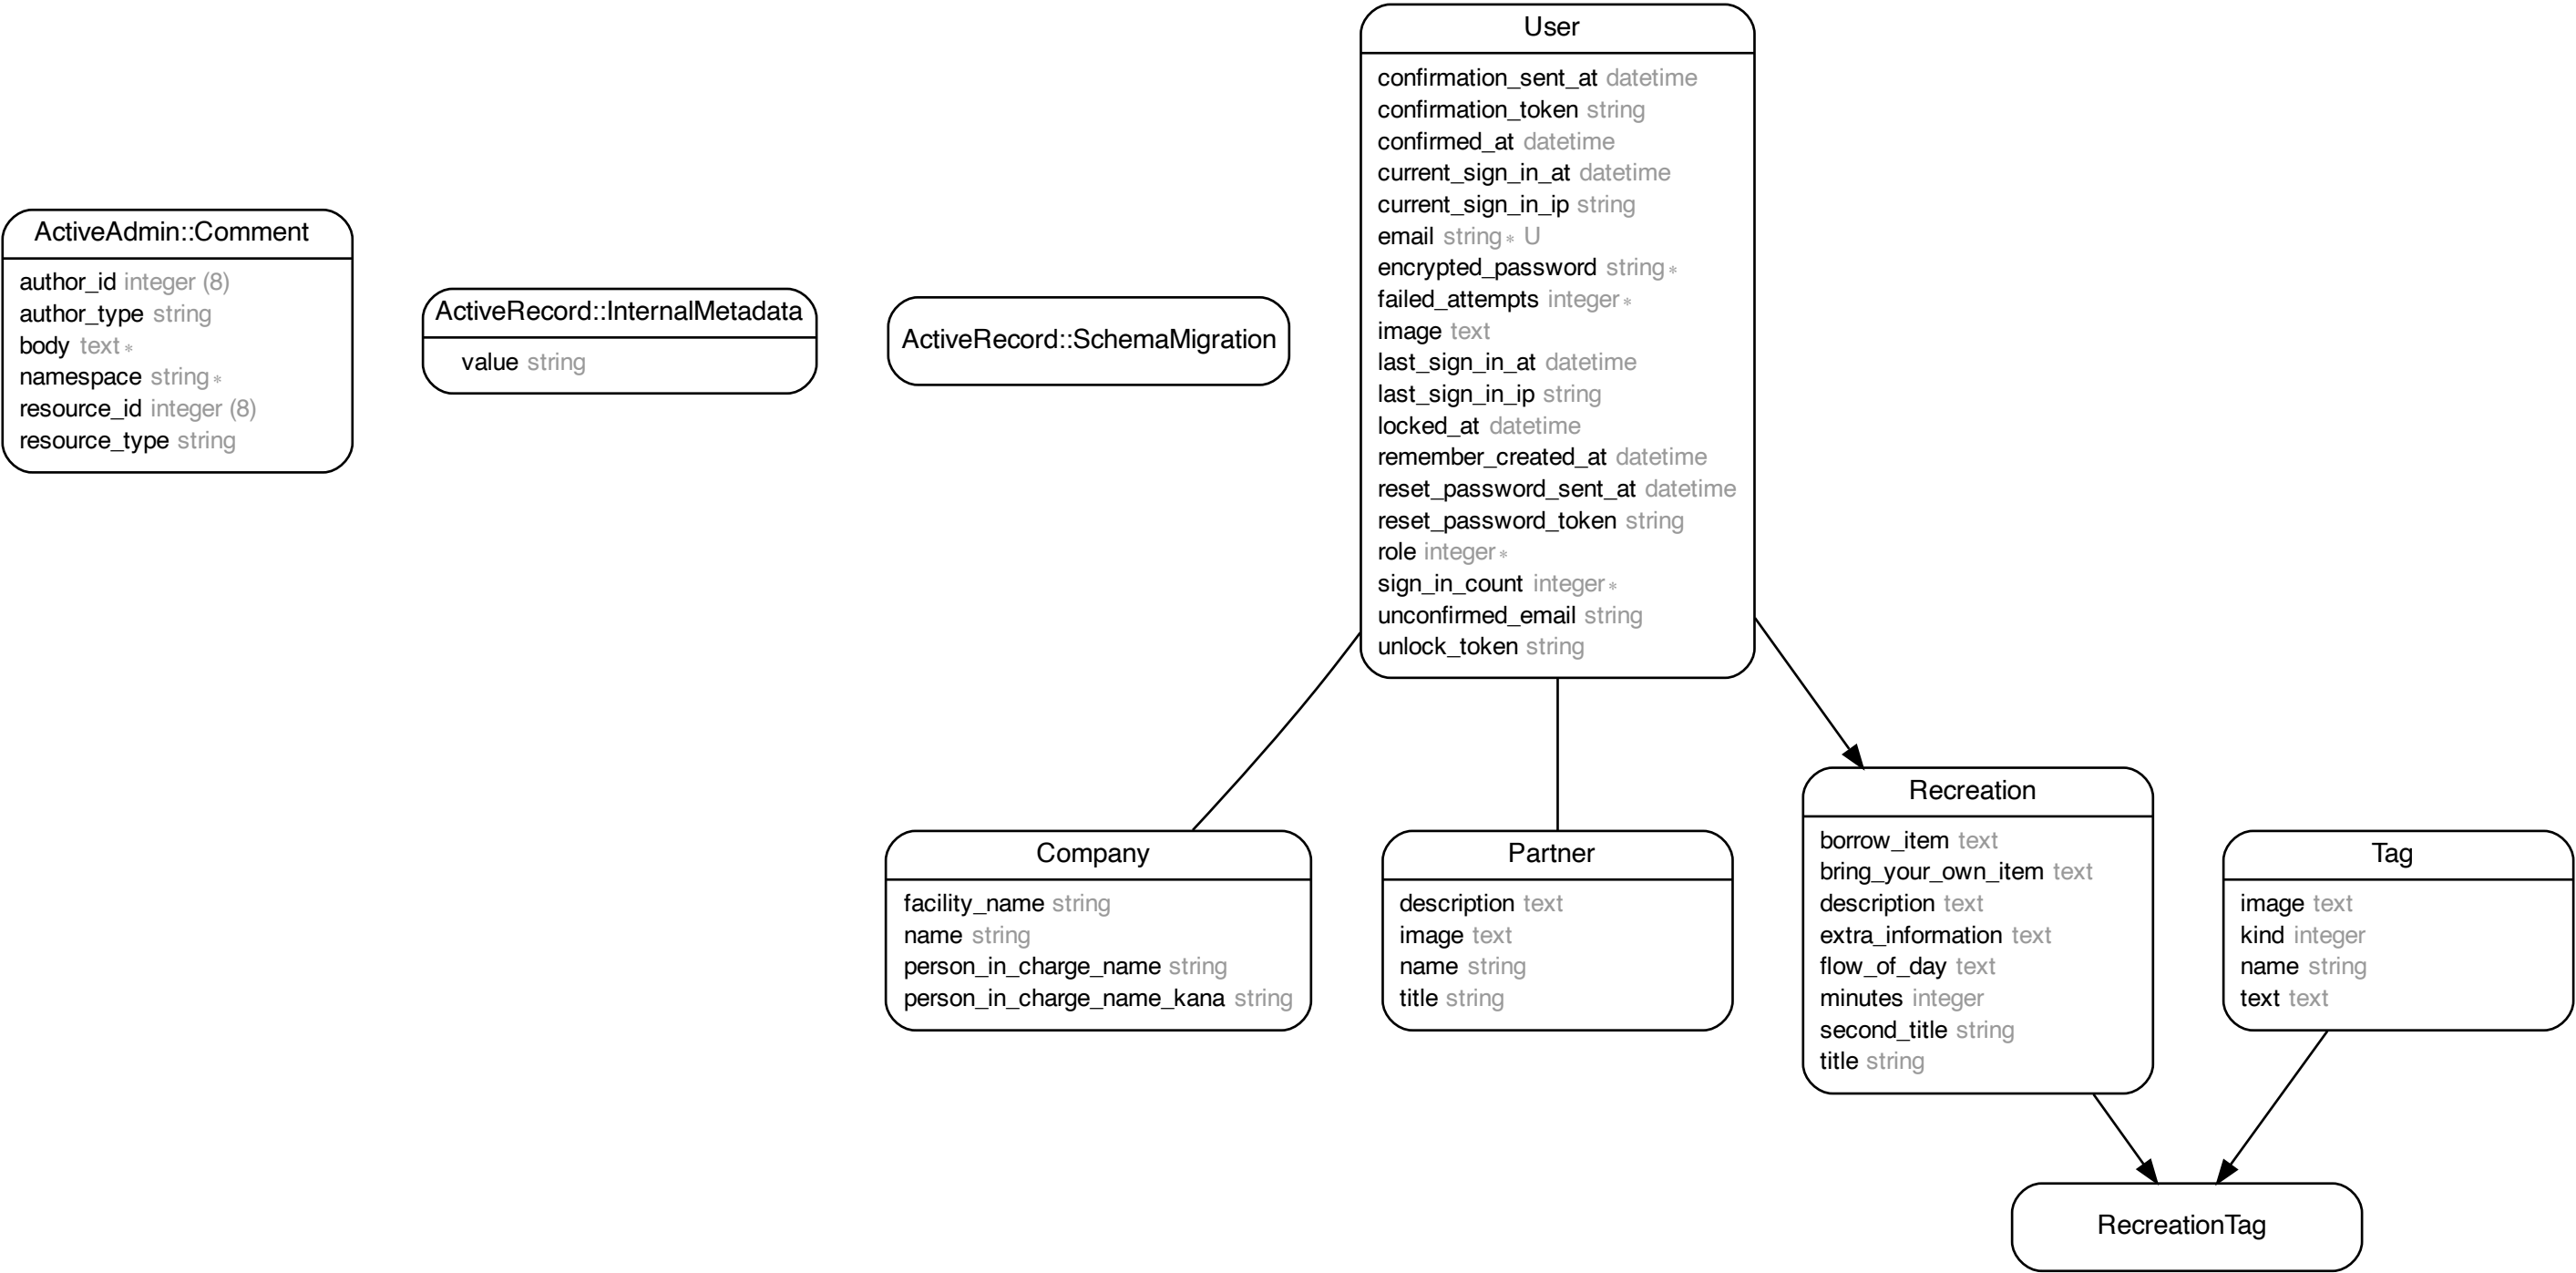 User
confirmation_sent_at datetime
confirmation_token string
confirmed_at datetime
current_sign_in_at datetime
current_sign_in_ip string
email string∗ U
encrypted_password string∗
failed_attempts integer∗
image text
last_sign_in_at datetime
last_sign_in_ip string
locked_at datetime
remember_created_at datetime
reset_password_sent_at datetime
reset_password_token string
role integer∗
sign_in_count integer∗
unconfirmed_email string
unlock_token string
ActiveAdmin::Comment
author_id integer (8)
author_type string
body text∗
namespace string∗
resource_id integer (8)
resource_type string
ActiveRecord::InternalMetadata
value string
ActiveRecord::SchemaMigration
Company
facility_name string
name string
person_in_charge_name string
person_in_charge_name_kana string
Partner
description text
image text
name string
title string
Recreation
borrow_item text
bring_your_own_item text
description text
extra_information text
flow_of_day text
minutes integer
second_title string
title string
Tag
image text
kind integer
name string
text text
RecreationTag